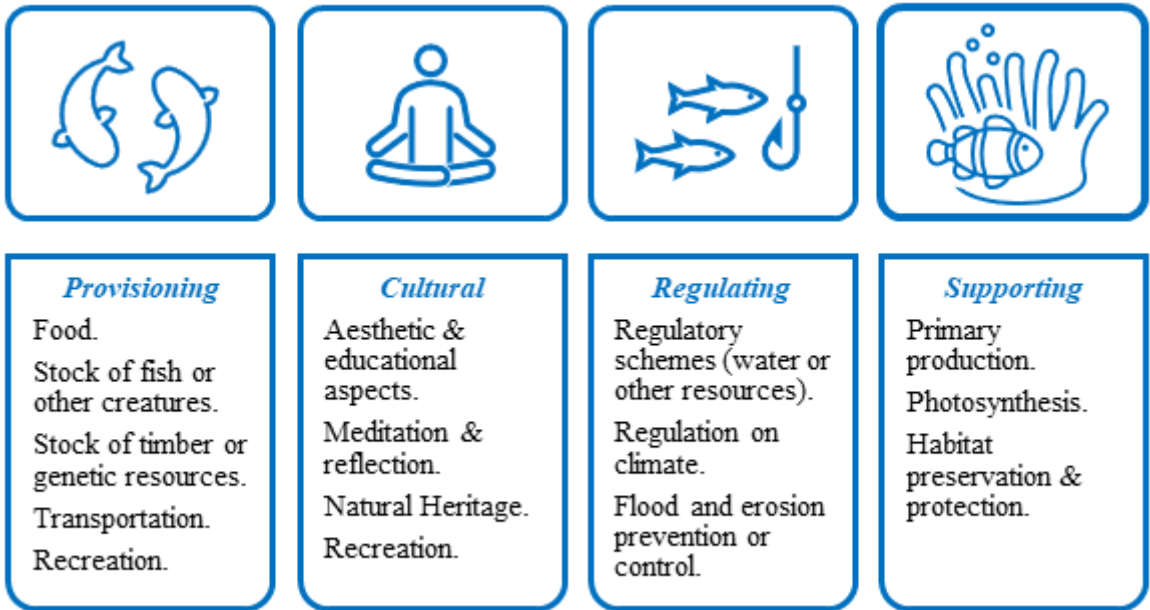 Provisioning
Food.
Stock of fish or
other creatures.
Stock of timber or
genetic resources.
Transportation.
Recreation.
Cultural
Aesthetic &
educational
aspects.
Meditation &
reflection.
Natural Heritage.
Recreation.
Regulating
Regulatory
schemes (water or
other resources).
Regulation on
climate.
Flood and erosion
prevention or
control.
Supporting
Primary
production.
Photosynthesis.
Habitat
preservation &
protection.